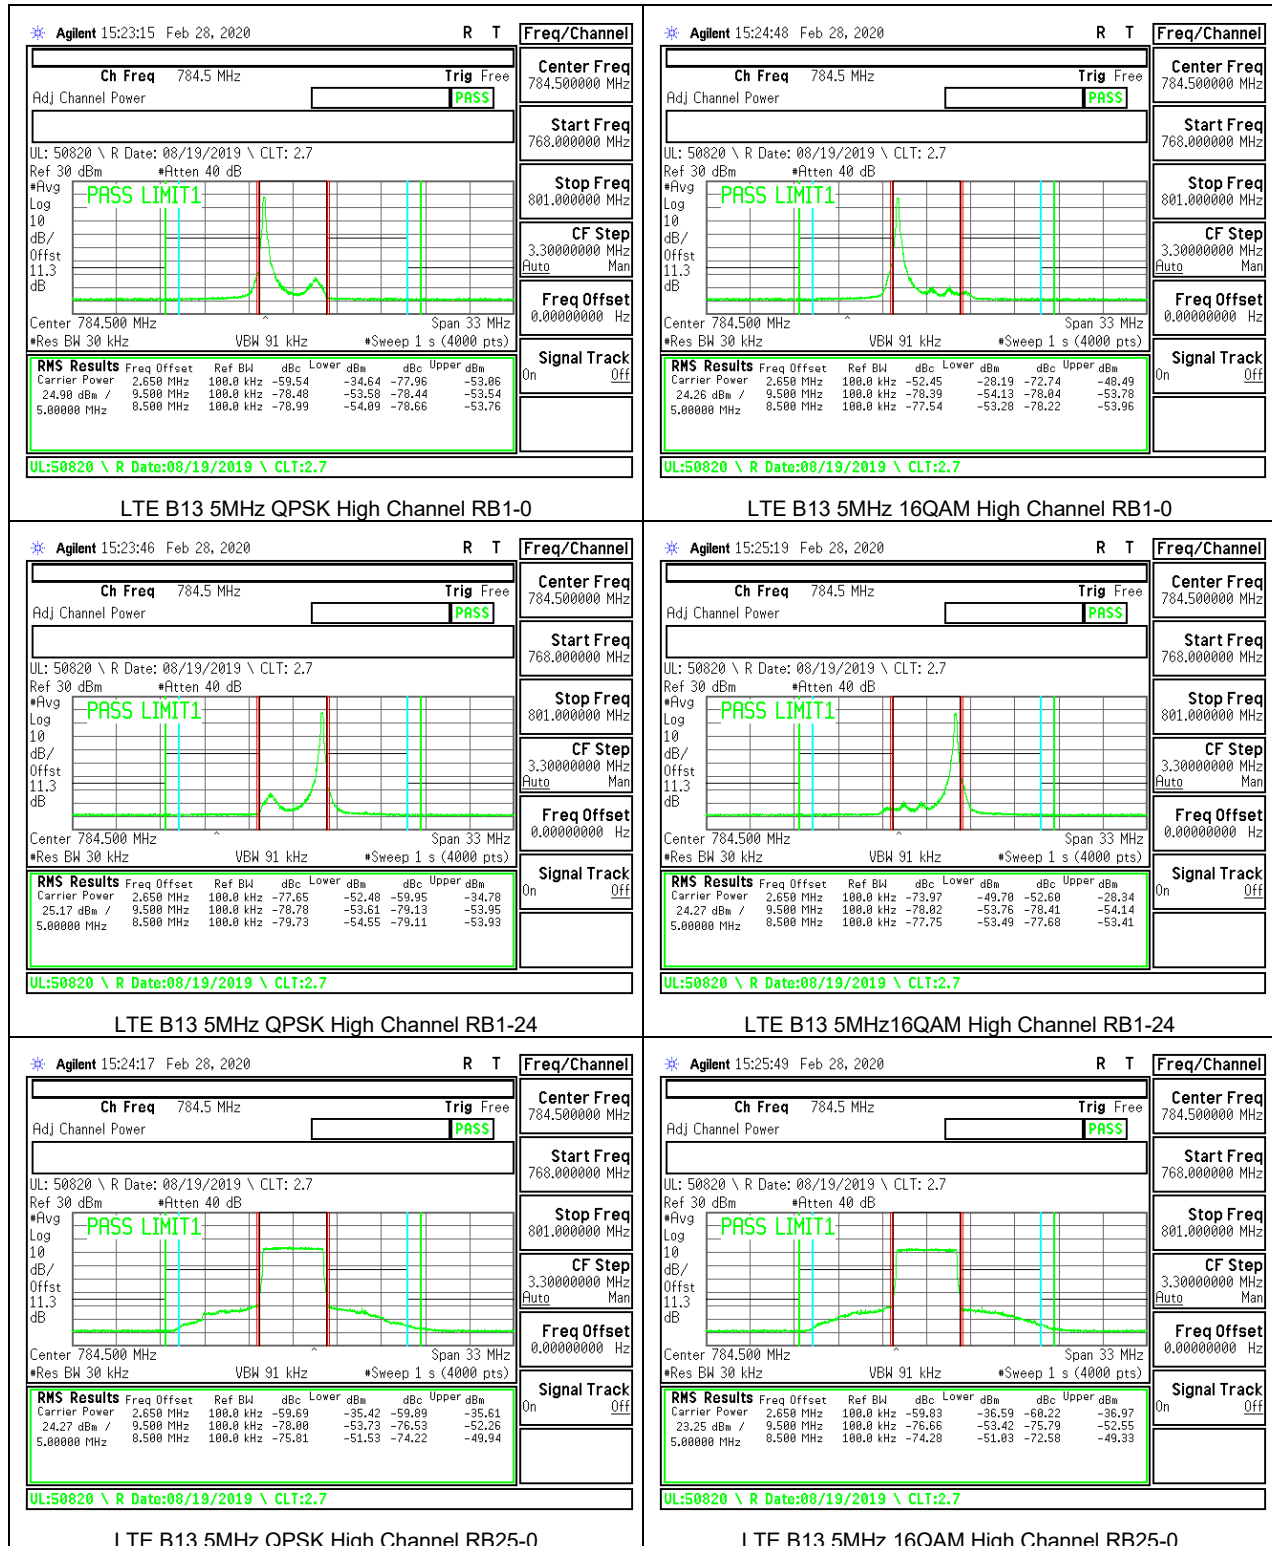 Agilent 15:23:15 Feb 28, 2020 R T Freq/Channel
Ch Freq 784.5 MHz Trig Free
Adj Channel Power PASS
UL: 50820 \ R Date: 08/19/2019 \ CLT: 2.7
Ref 30 dBm #Atten 40 dB
#Avg
Log
10
dB/
Offst
11.3
dB
PASS LIMIT1
Center 784.500 MHz Span 33 MHz
#Res BW 30 kHz VBW 91 kHz #Sweep 1 s (4000 pts)
RMS Results Freq Offset Ref BW dBc Lower dBm dBc Upper dBm
Carrier Power 2.650 MHz 100.0 kHz -59.54 -34.64 -77.96 -53.06
24.90 dBm / 9.500 MHz 100.0 kHz -78.48 -53.58 -78.44 -53.54
5.00000 MHz 8.500 MHz 100.0 kHz -78.99 -54.09 -78.66 -53.76
UL:50820 \ R Date:08/19/2019 \ CLT:2.7
Center Freq
784.500000 MHz
Start Freq
768.000000 MHz
Stop Freq
801.000000 MHz
CF Step
3.30000000 MHz
Auto Man
Freq Offset
0.00000000 Hz
Signal Track
On Off
LTE B13 5MHz QPSK High Channel RB1-0
Agilent 15:24:48 Feb 28, 2020 R T Freq/Channel
Ch Freq 784.5 MHz Trig Free
Adj Channel Power PASS
UL: 50820 \ R Date: 08/19/2019 \ CLT: 2.7
Ref 30 dBm #Atten 40 dB
#Avg
Log
10
dB/
Offst
11.3
dB
PASS LIMIT1
Center 784.500 MHz Span 33 MHz
#Res BW 30 kHz VBW 91 kHz #Sweep 1 s (4000 pts)
RMS Results Freq Offset Ref BW dBc Lower dBm dBc Upper dBm
Carrier Power 2.650 MHz 100.0 kHz -52.45 -28.19 -72.74 -48.49
24.26 dBm / 9.500 MHz 100.0 kHz -78.39 -54.13 -78.04 -53.78
5.00000 MHz 8.500 MHz 100.0 kHz -77.54 -53.28 -78.22 -53.96
UL:50820 \ R Date:08/19/2019 \ CLT:2.7
Center Freq
784.500000 MHz
Start Freq
768.000000 MHz
Stop Freq
801.000000 MHz
CF Step
3.30000000 MHz
Auto Man
Freq Offset
0.00000000 Hz
Signal Track
On Off
LTE B13 5MHz 16QAM High Channel RB1-0
Agilent 15:23:46 Feb 28, 2020 R T Freq/Channel
Ch Freq 784.5 MHz Trig Free
Adj Channel Power PASS
UL: 50820 \ R Date: 08/19/2019 \ CLT: 2.7
Ref 30 dBm #Atten 40 dB
#Avg
Log
10
dB/
Offst
11.3
dB
PASS LIMIT1
Center 784.500 MHz Span 33 MHz
#Res BW 30 kHz VBW 91 kHz #Sweep 1 s (4000 pts)
RMS Results Freq Offset Ref BW dBc Lower dBm dBc Upper dBm
Carrier Power 2.650 MHz 100.0 kHz -77.65 -52.48 -59.95 -34.78
25.17 dBm / 9.500 MHz 100.0 kHz -78.78 -53.61 -79.13 -53.95
5.00000 MHz 8.500 MHz 100.0 kHz -79.73 -54.55 -79.11 -53.93
UL:50820 \ R Date:08/19/2019 \ CLT:2.7
Center Freq
784.500000 MHz
Start Freq
768.000000 MHz
Stop Freq
801.000000 MHz
CF Step
3.30000000 MHz
Auto Man
Freq Offset
0.00000000 Hz
Signal Track
On Off
LTE B13 5MHz QPSK High Channel RB1-24
Agilent 15:25:19 Feb 28, 2020 R T Freq/Channel
Ch Freq 784.5 MHz Trig Free
Adj Channel Power PASS
UL: 50820 \ R Date: 08/19/2019 \ CLT: 2.7
Ref 30 dBm #Atten 40 dB
#Avg
Log
10
dB/
Offst
11.3
dB
PASS LIMIT1
Center 784.500 MHz Span 33 MHz
#Res BW 30 kHz VBW 91 kHz #Sweep 1 s (4000 pts)
RMS Results Freq Offset Ref BW dBc Lower dBm dBc Upper dBm
Carrier Power 2.650 MHz 100.0 kHz -73.97 -49.70 -52.60 -28.34
24.27 dBm / 9.500 MHz 100.0 kHz -78.02 -53.76 -78.41 -54.14
5.00000 MHz 8.500 MHz 100.0 kHz -77.75 -53.49 -77.68 -53.41
UL:50820 \ R Date:08/19/2019 \ CLT:2.7
Center Freq
784.500000 MHz
Start Freq
768.000000 MHz
Stop Freq
801.000000 MHz
CF Step
3.30000000 MHz
Auto Man
Freq Offset
0.00000000 Hz
Signal Track
On Off
LTE B13 5MHz16QAM High Channel RB1-24
Agilent 15:24:17 Feb 28, 2020 R T Freq/Channel
Ch Freq 784.5 MHz Trig Free
Adj Channel Power PASS
UL: 50820 \ R Date: 08/19/2019 \ CLT: 2.7
Ref 30 dBm #Atten 40 dB
#Avg
Log
10
dB/
Offst
11.3
dB
PASS LIMIT1
Center 784.500 MHz Span 33 MHz
#Res BW 30 kHz VBW 91 kHz #Sweep 1 s (4000 pts)
RMS Results Freq Offset Ref BW dBc Lower dBm dBc Upper dBm
Carrier Power 2.650 MHz 100.0 kHz -59.69 -35.42 -59.89 -35.61
24.27 dBm / 9.500 MHz 100.0 kHz -78.00 -53.73 -76.53 -52.26
5.00000 MHz 8.500 MHz 100.0 kHz -75.81 -51.53 -74.22 -49.94
UL:50820 \ R Date:08/19/2019 \ CLT:2.7
Center Freq
784.500000 MHz
Start Freq
768.000000 MHz
Stop Freq
801.000000 MHz
CF Step
3.30000000 MHz
Auto Man
Freq Offset
0.00000000 Hz
Signal Track
On Off
LTE B13 5MHz QPSK High Channel RB25-0
Agilent 15:25:49 Feb 28, 2020 R T Freq/Channel
Ch Freq 784.5 MHz Trig Free
Adj Channel Power PASS
UL: 50820 \ R Date: 08/19/2019 \ CLT: 2.7
Ref 30 dBm #Atten 40 dB
#Avg
Log
10
dB/
Offst
11.3
dB
PASS LIMIT1
Center 784.500 MHz Span 33 MHz
#Res BW 30 kHz VBW 91 kHz #Sweep 1 s (4000 pts)
RMS Results Freq Offset Ref BW dBc Lower dBm dBc Upper dBm
Carrier Power 2.650 MHz 100.0 kHz -59.83 -36.59 -60.22 -36.97
23.25 dBm / 9.500 MHz 100.0 kHz -76.66 -53.42 -75.79 -52.55
5.00000 MHz 8.500 MHz 100.0 kHz -74.28 -51.03 -72.58 -49.33
UL:50820 \ R Date:08/19/2019 \ CLT:2.7
Center Freq
784.500000 MHz
Start Freq
768.000000 MHz
Stop Freq
801.000000 MHz
CF Step
3.30000000 MHz
Auto Man
Freq Offset
0.00000000 Hz
Signal Track
On Off
LTE B13 5MHz 16QAM High Channel RB25-0